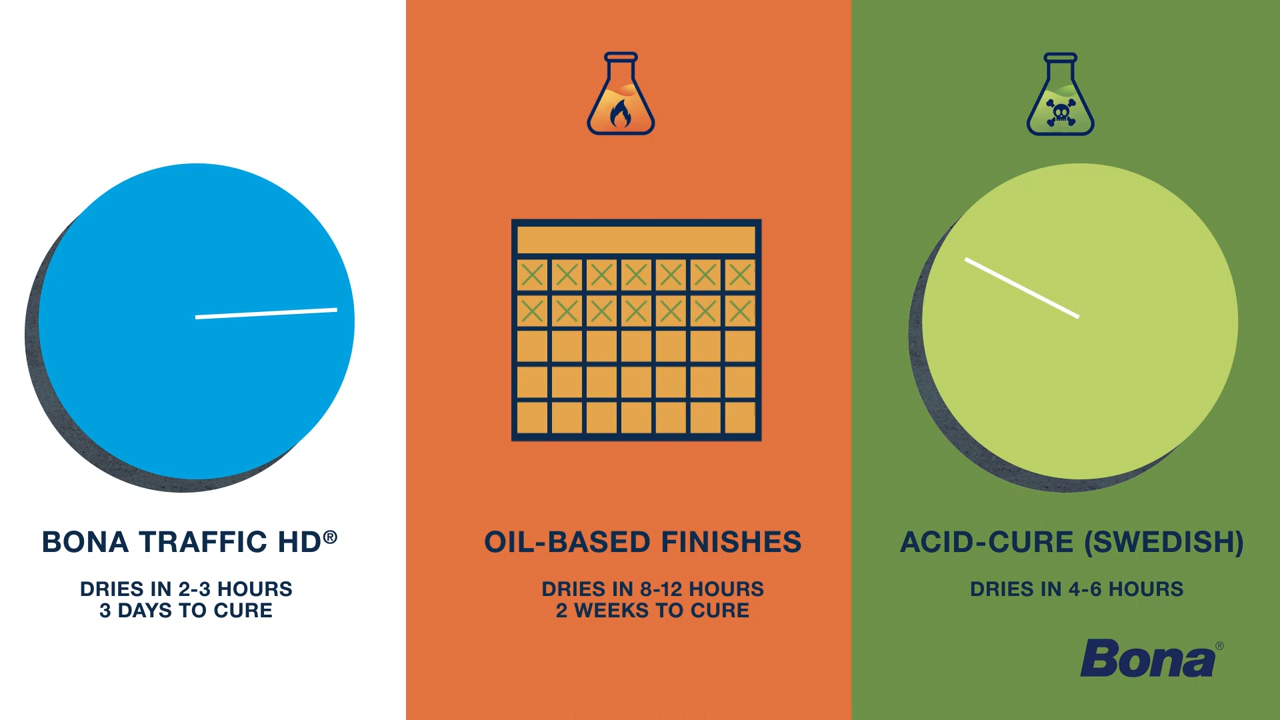 BONA TRAFFIC HD®
DRIES IN 2-3 HOURS
3 DAYS TO CURE
OIL-BASED FINISHES
DRIES IN 8-12 HOURS
2 WEEKS TO CURE
ACID-CURE (SWEDISH)
DRIES IN 4-6 HOURS
Bona®